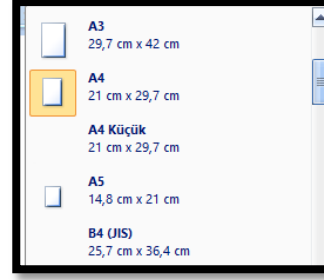 A3
29,7 cm x 42 cm
A4
21 cm x 29,7 cm
A4 Küçük
21 cm x 29,7 cm
A5
14,8 cm x 21 cm
B4 (JIS)
25,7 cm x 36,4 cm